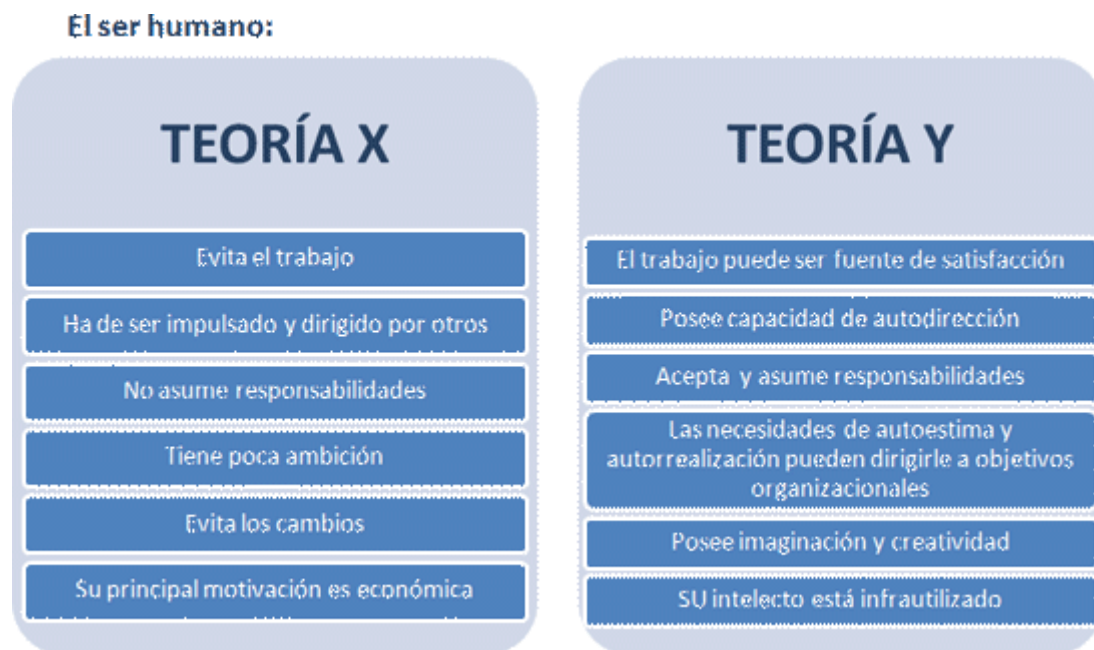 El ser humano:
TEORÍA X
Evita el trabajo
Ha de ser impulsado y dirigido por otros
No asume responsabilidades
Tiene poca ambición
Evita los cambios
Su principal motivación es económica
TEORÍA Y
El trabajo puede ser fuente de satisfacción
Posee capacidad de autodirección
Acepta y asume responsabilidades
Las necesidades de autoestima y
autorrealización pueden dirigirle a objetivos
organizacionales
Posee imaginación y creatividad
SU intelecto está infrautilizado